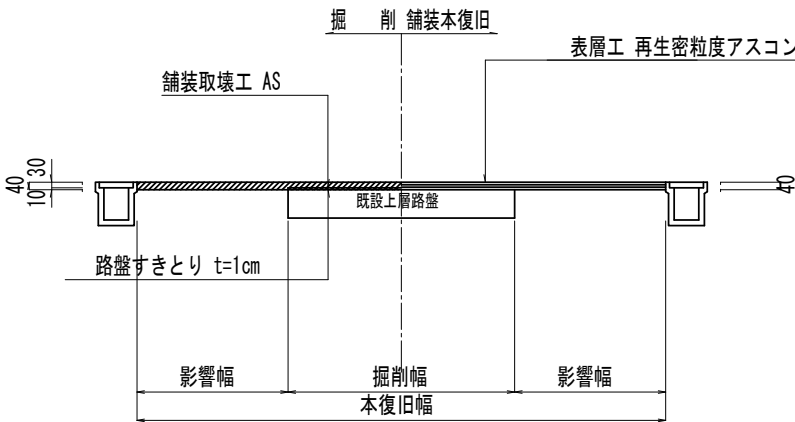 掘　削 舗装本復旧
表層工 再生密粒度アスコン
舗装取壊工 AS
40
30
10
40
既設上層路盤
路盤すきとり t=1cm
影響幅 掘削幅 影響幅
本復旧幅